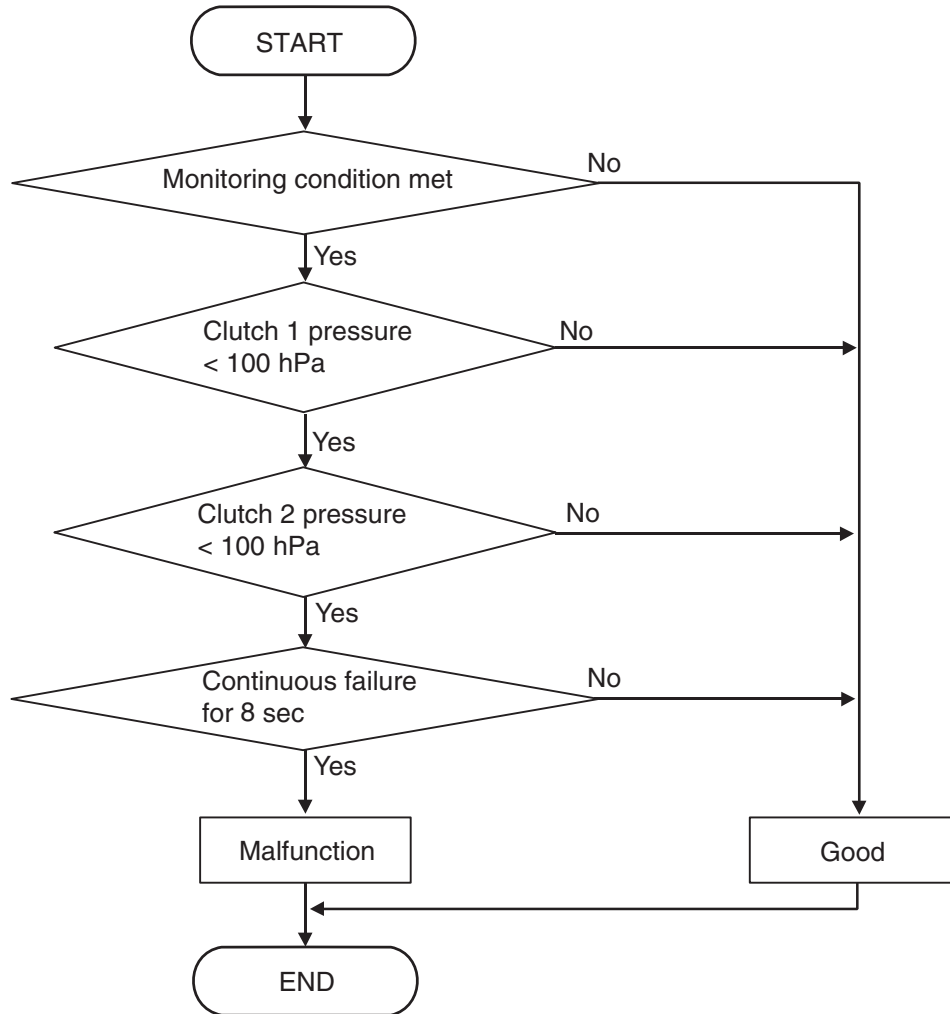 START
Monitoring condition met
No
Yes
Clutch 1 pressure
< 100 hPa
No
Yes
Clutch 2 pressure
< 100 hPa
No
Yes
Continuous failure
for 8 sec
No
Yes
Malfunction
Good
END